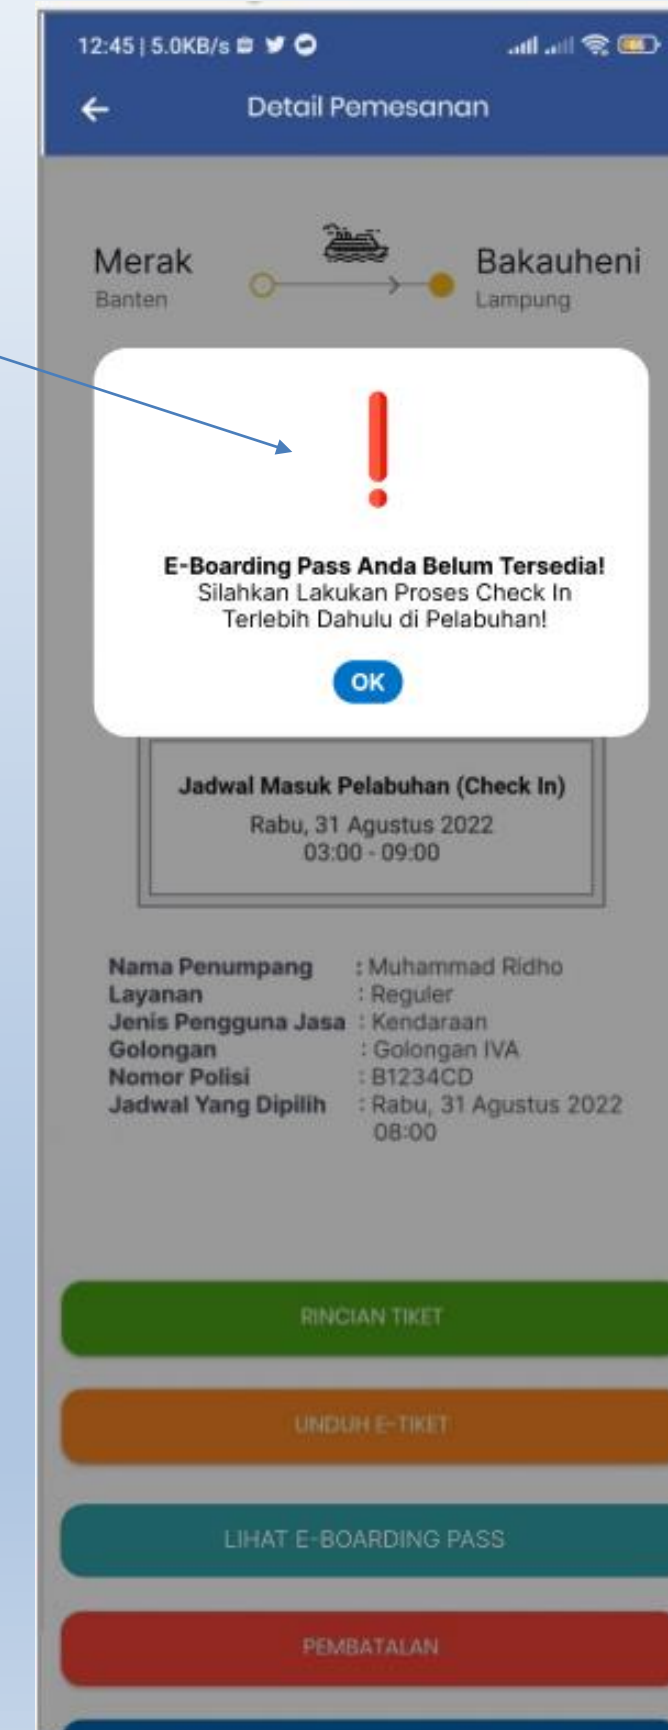 12:45 | 5.0KB/s
Detail Pemesanan
Merak
Bakauheni
Banten
Lampung
E-Boarding Pass Anda Belum Tersedia!
Silahkan Lakukan Proses Check In
Terlebih Dahulu di Pelabuhan!
OK
Jadwal Masuk Pelabuhan (Check In)
Rabu, 31 Agustus 2022
03:00 - 09:00
Nama Penumpang : Muhammad Ridho
Layanan : Reguler
Jenis Pengguna Jasa : Kendaraan
Golongan : Golongan IVA
Nomor Polisi : B1234CD
Jadwal Yang Dipilih : Rabu, 31 Agustus 2022
08:00
RINCIAN TIKET
UNDUH E-TIKET
LIHAT E-BOARDING PASS
PEMBATALAN